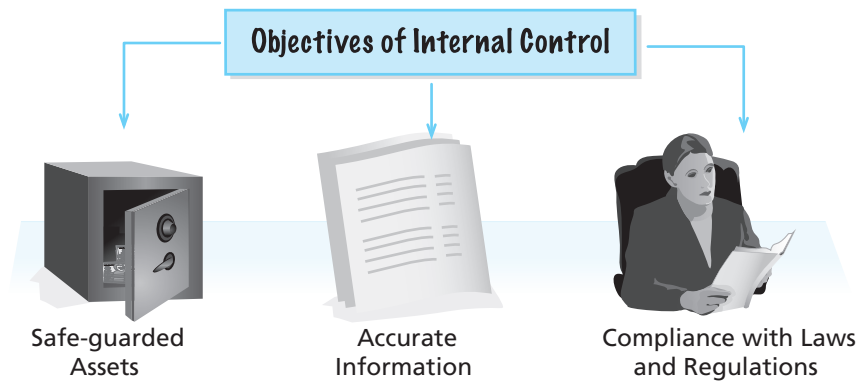 Objectives of Internal Control
Safe-guarded
Assets
Accurate
Information
Compliance with Laws
and Regulations